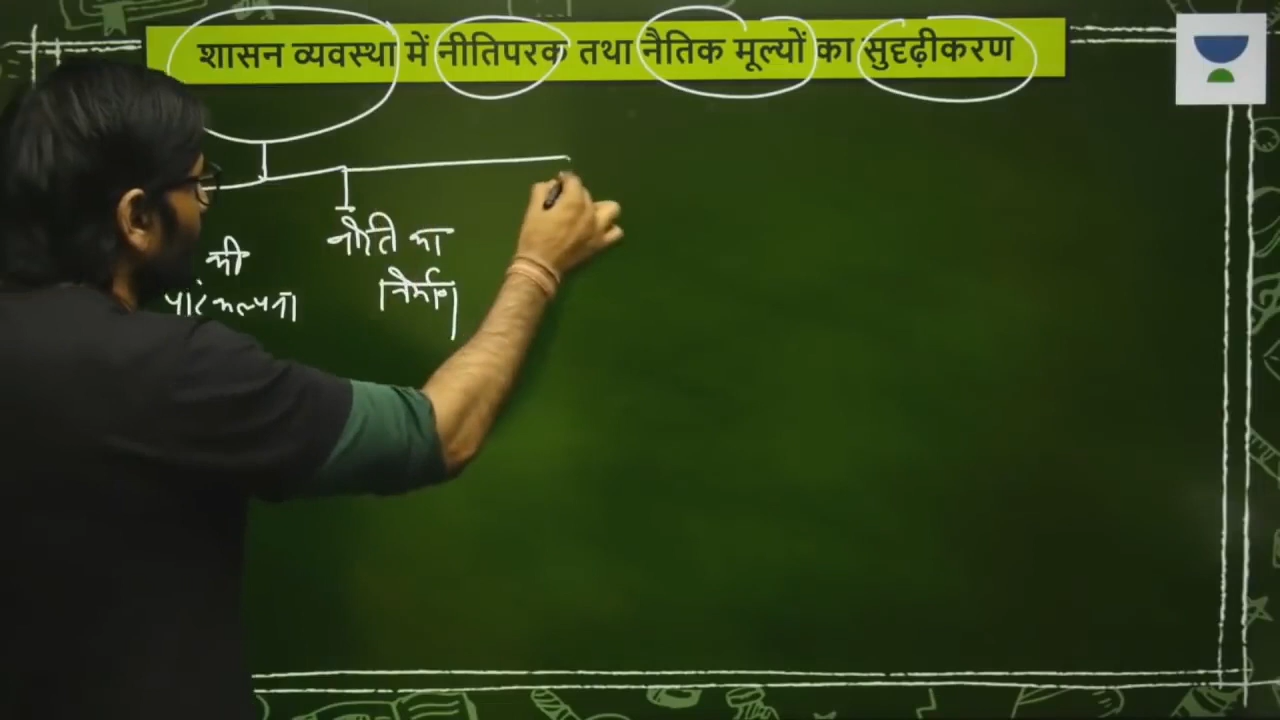 शासन व्यवस्था में नीतिपरक तथा नैतिक मूल्यों का सुदृढ़ीकरण
की
परिकल्पना
नीति का
निर्माण